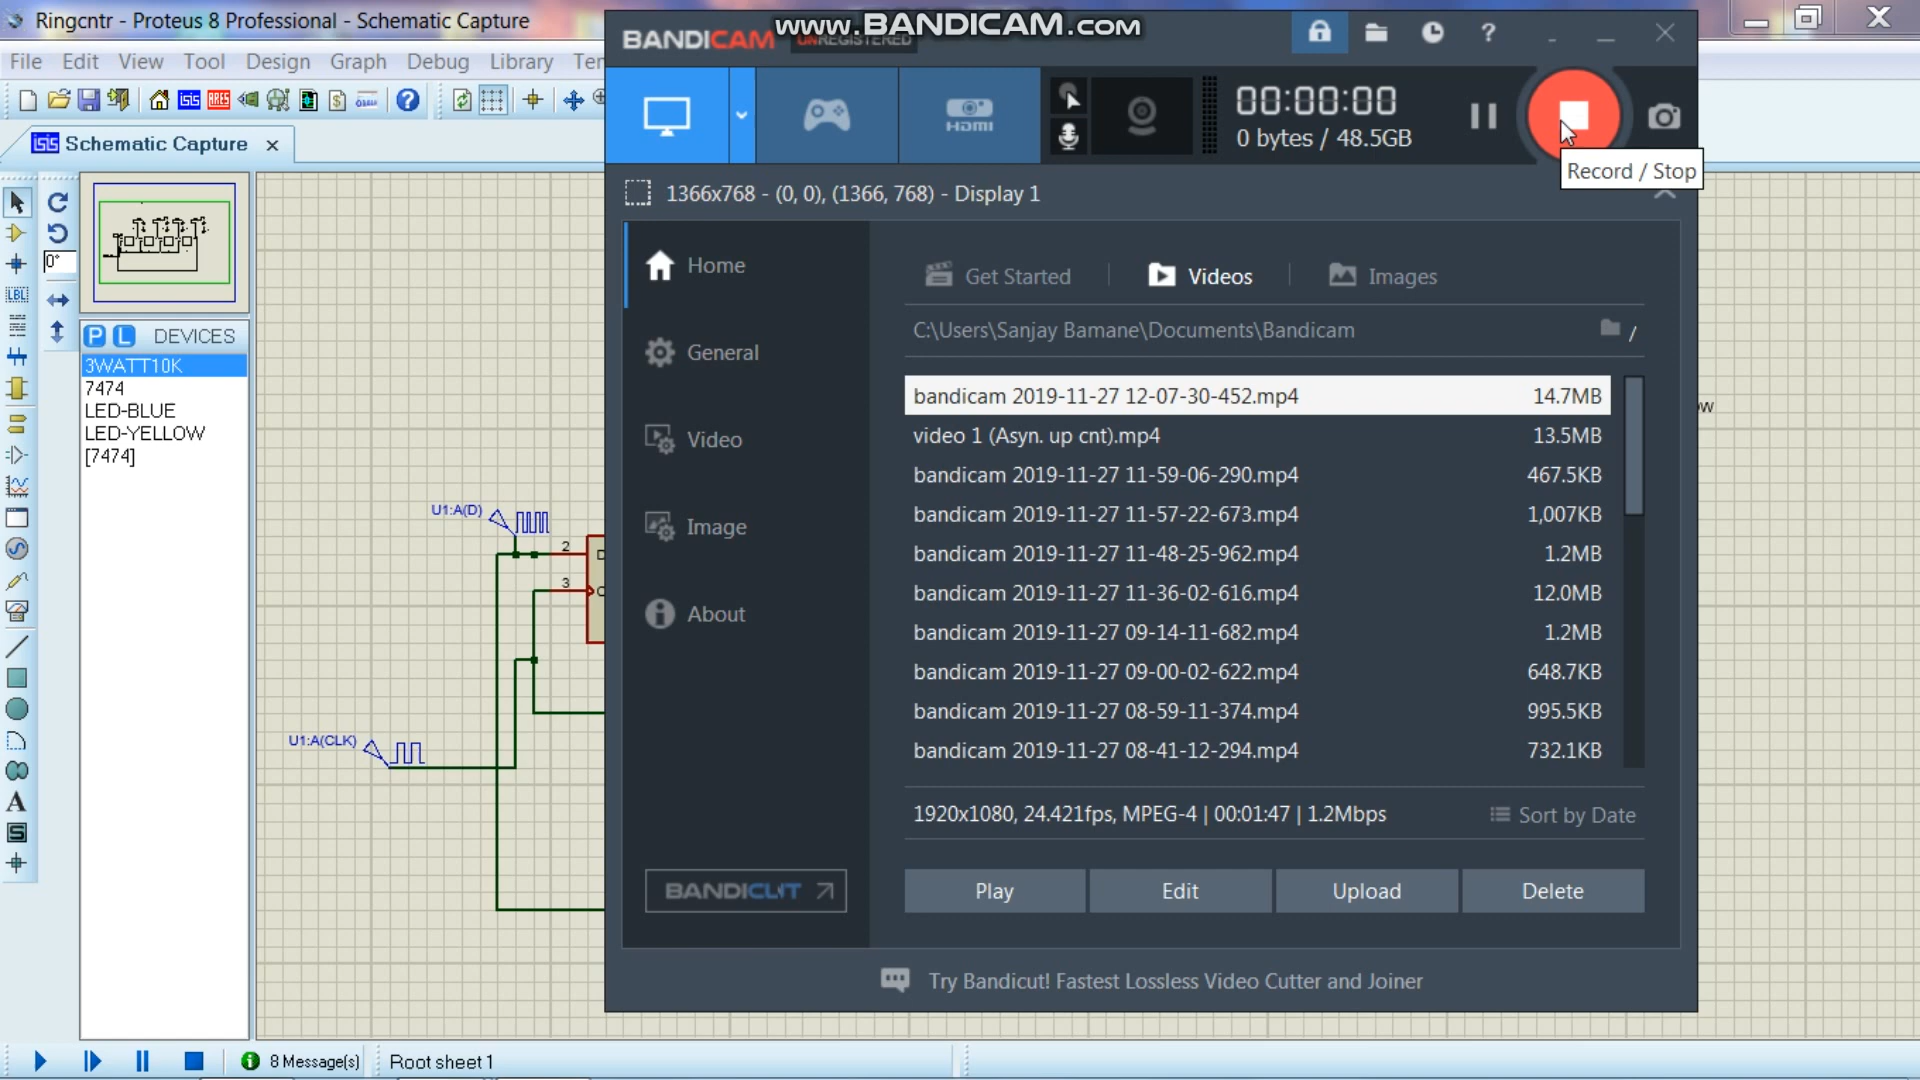 Ringcntr - Proteus 8 Professional - Schematic Capture
File Edit View Tool Design Graph Debug Library Ter
Schematic Capture
0°
LBL
P L DEVICES
3WATT10K
7474
LED-BLUE
LED-YELLOW
[7474]
U1:A(D)
2
3
U1:A(CLK)
8 Message(s)
Root sheet 1
www.BANDICAM.com
BANDICAM UNREGISTERED
HDMI
00:00:00
0 bytes / 48.5GB
Record / Stop
1366x768 - (0, 0), (1366, 768) - Display 1
Home
General
Video
Image
About
BANDICUT
Get Started
Videos
Images
C:\Users\Sanjay Bamane\Documents\Bandicam
bandicam 2019-11-27 12-07-30-452.mp4 14.7MB
video 1 (Asyn. up cnt).mp4 13.5MB
bandicam 2019-11-27 11-59-06-290.mp4 467.5KB
bandicam 2019-11-27 11-57-22-673.mp4 1,007KB
bandicam 2019-11-27 11-48-25-962.mp4 1.2MB
bandicam 2019-11-27 11-36-02-616.mp4 12.0MB
bandicam 2019-11-27 09-14-11-682.mp4 1.2MB
bandicam 2019-11-27 09-00-02-622.mp4 648.7KB
bandicam 2019-11-27 08-59-11-374.mp4 995.5KB
bandicam 2019-11-27 08-41-12-294.mp4 732.1KB
1920x1080, 24.421fps, MPEG-4 | 00:01:47 | 1.2Mbps
Sort by Date
Play Edit Upload Delete
Try Bandicut! Fastest Lossless Video Cutter and Joiner